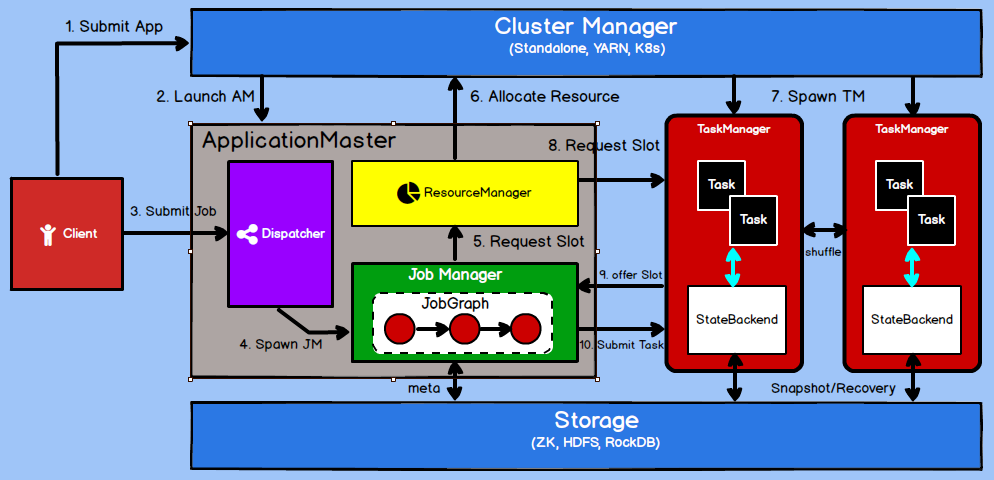 1. Submit App
Cluster Manager
(Standalone, YARN, K8s)
2. Launch AM
6. Allocate Resource
7. Spawn TM
ApplicationMaster
8. Request Slot
TaskManager
TaskManager
Client
3. Submit Job
Dispatcher
ResourceManager
Task
Task
Task
Task
5. Request Slot
shuffle
Job Manager
9. offer Slot
JobGraph
4. Spawn JM
10. Submit Task
StateBackend
StateBackend
meta
Snapshot/Recovery
Storage
(ZK, HDFS, RockDB)